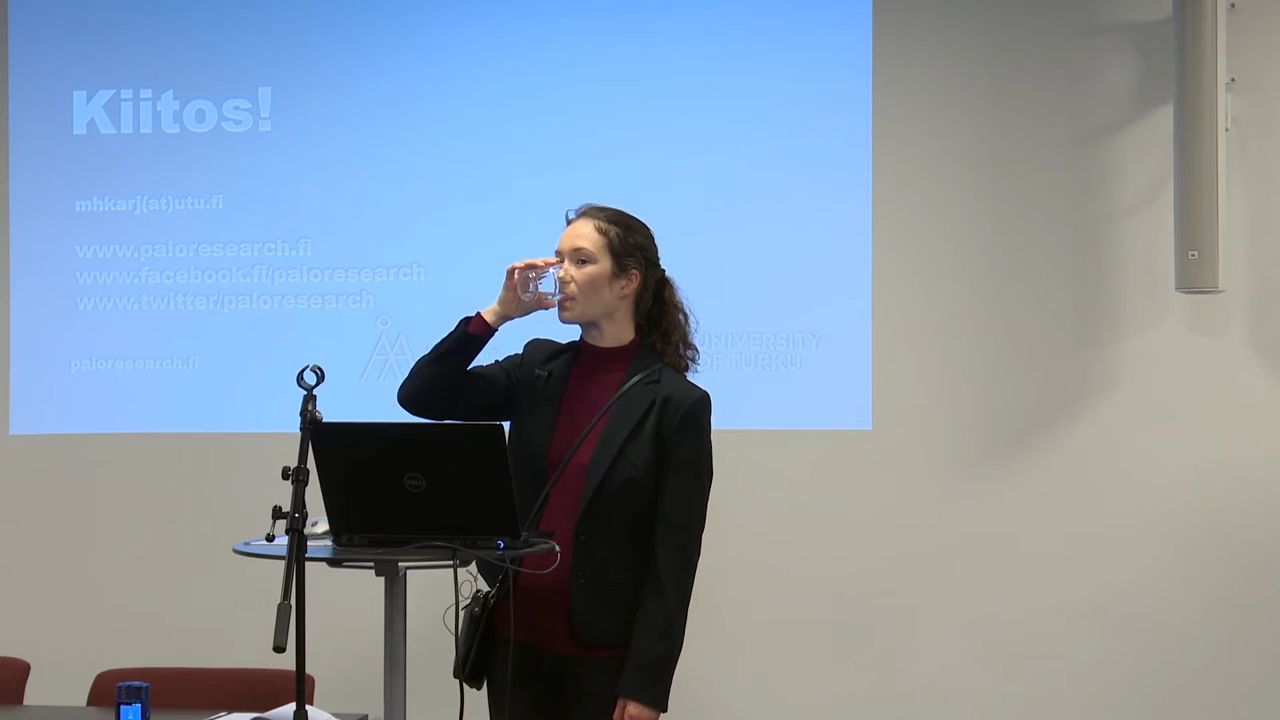 Kiitos!
mhkarj(at)utu.fi
www.paloresearch.fi
www.facebook.fi/paloresearch
www.twitter/paloresearch
UNIVERSITY
OF TURKU
paloresearch.fi
DELL